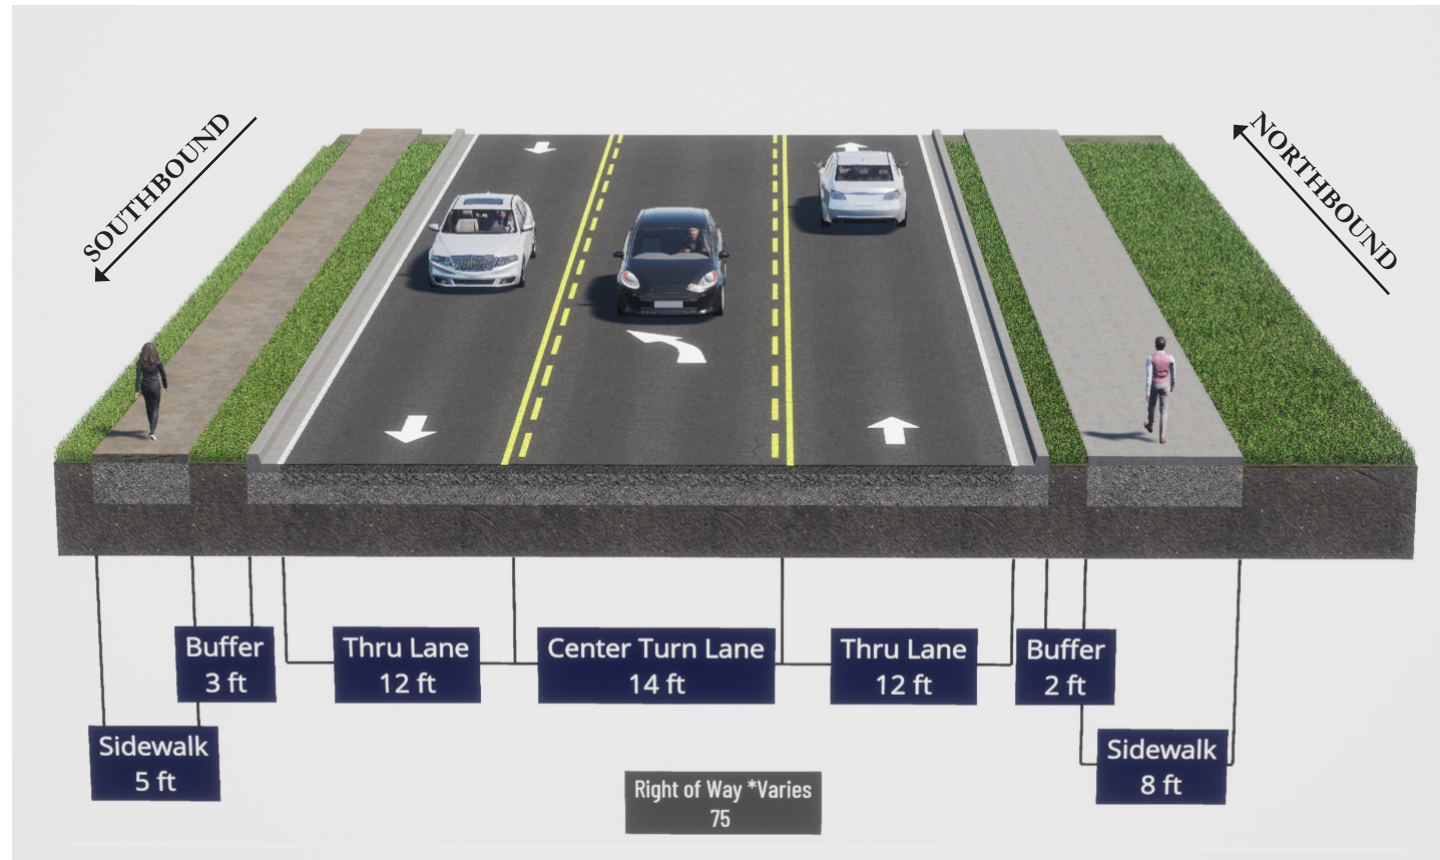 SOUTHBOUND
NORTHBOUND
Buffer
3 ft
Thru Lane
12 ft
Center Turn Lane
14 ft
Thru Lane
12 ft
Buffer
2 ft
Sidewalk
5 ft
Sidewalk
8 ft
Right of Way *Varies
75